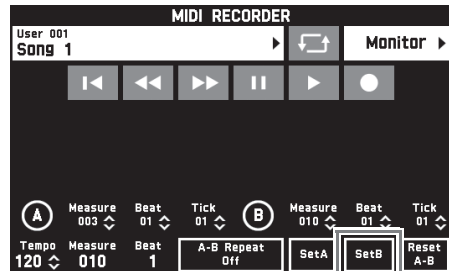 MIDI RECORDER
User 001
Song 1
Monitor
A Measure 003 Beat 01 Tick 01 B Measure 010 Beat 01 Tick 01
Tempo 120 Measure 010 Beat 1 A-B Repeat Off SetA SetB Reset A-B